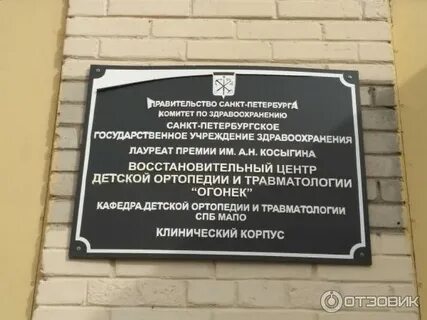 ПРАВИТЕЛЬСТВО САНКТ-ПЕТЕРБУРГА
КОМИТЕТ ПО ЗДРАВООХРАНЕНИЮ
САНКТ-ПЕТЕРБУРГСКОЕ
ГОСУДАРСТВЕННОЕ УЧРЕЖДЕНИЕ ЗДРАВООХРАНЕНИЯ
ЛАУРЕАТ ПРЕМИИ ИМ. А.Н. КОСЫГИНА
ВОССТАНОВИТЕЛЬНЫЙ ЦЕНТР
ДЕТСКОЙ ОРТОПЕДИИ И ТРАВМАТОЛОГИИ
"ОГОНЕК"
КАФЕДРА ДЕТСКОЙ ОРТОПЕДИИ И ТРАВМАТОЛОГИИ
СПБ МАПО
КЛИНИЧЕСКИЙ КОРПУС
ОТЗОВИК